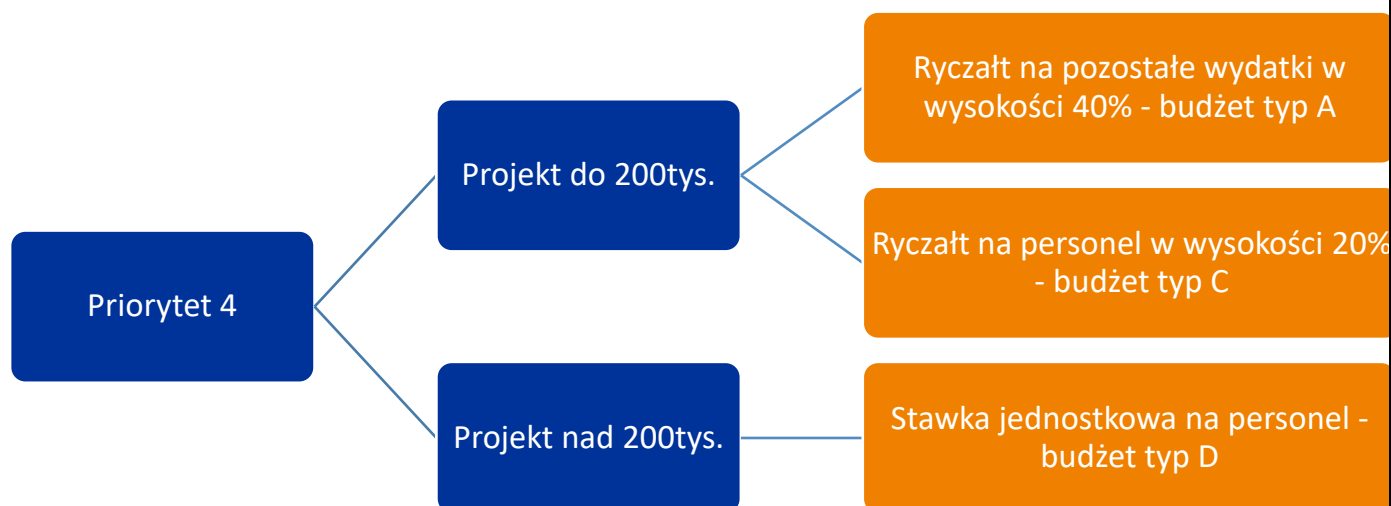 Priorytet 4
Projekt do 200tys.
Ryczałt na pozostałe wydatki w
wysokości 40% - budżet typ A
Ryczałt na personel w wysokości 20%
- budżet typ C
Projekt nad 200tys.
Stawka jednostkowa na personel -
budżet typ D